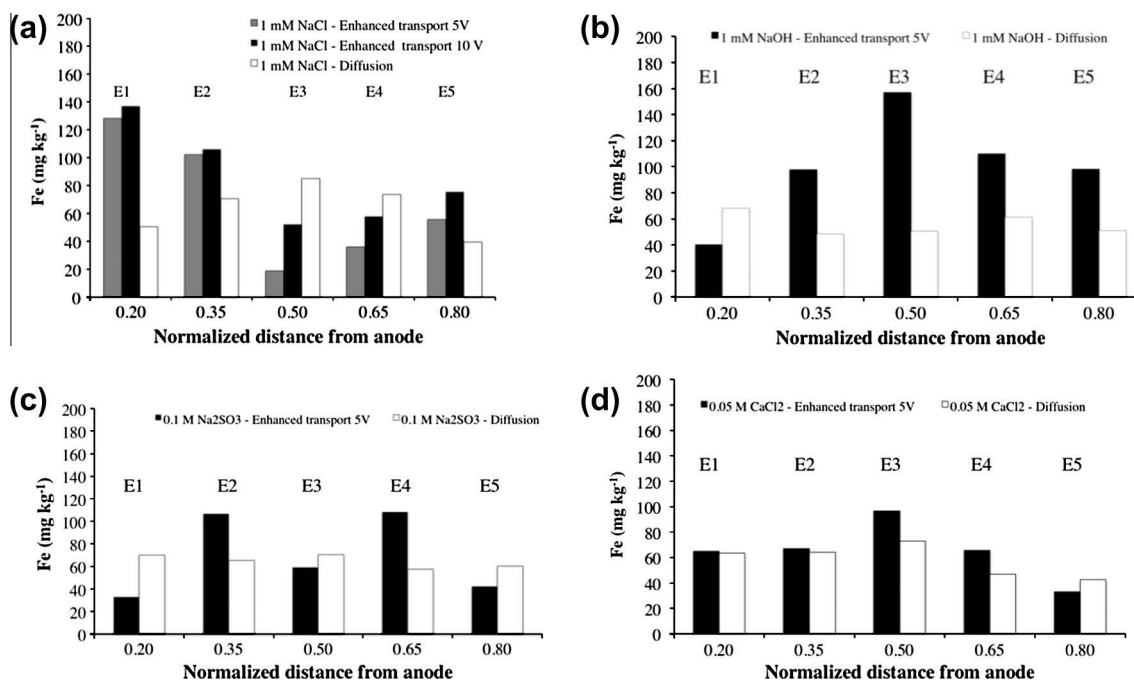 (a)
1 mM NaCl - Enhanced transport 5V
1 mM NaCl - Enhanced transport 10 V
1 mM NaCl - Diffusion
E1 E2 E3 E4 E5
Fe (mg kg-1)
200
180
160
140
120
100
80
60
40
20
0
0.20 0.35 0.50 0.65 0.80
Normalized distance from anode
(b)
1 mM NaOH - Enhanced transport 5V 1 mM NaOH - Diffusion
E1 E2 E3 E4 E5
Fe (mg kg-1)
200
180
160
140
120
100
80
60
40
20
0
0.20 0.35 0.50 0.65 0.80
Normalized distance from anode
(c)
0.1 M Na2SO3 - Enhanced transport 5V 0.1 M Na2SO3 - Diffusion
E1 E2 E3 E4 E5
Fe (mg kg-1)
200
180
160
140
120
100
80
60
40
20
0
0.20 0.35 0.50 0.65 0.80
Normalized distance from anode
(d)
0.05 M CaCl2 - Enhanced transport 5V 0.05 M CaCl2 - Diffusion
E1 E2 E3 E4 E5
Fe (mg kg-1)
200
180
160
140
120
100
80
60
40
20
0
0.20 0.35 0.50 0.65 0.80
Normalized distance from anode